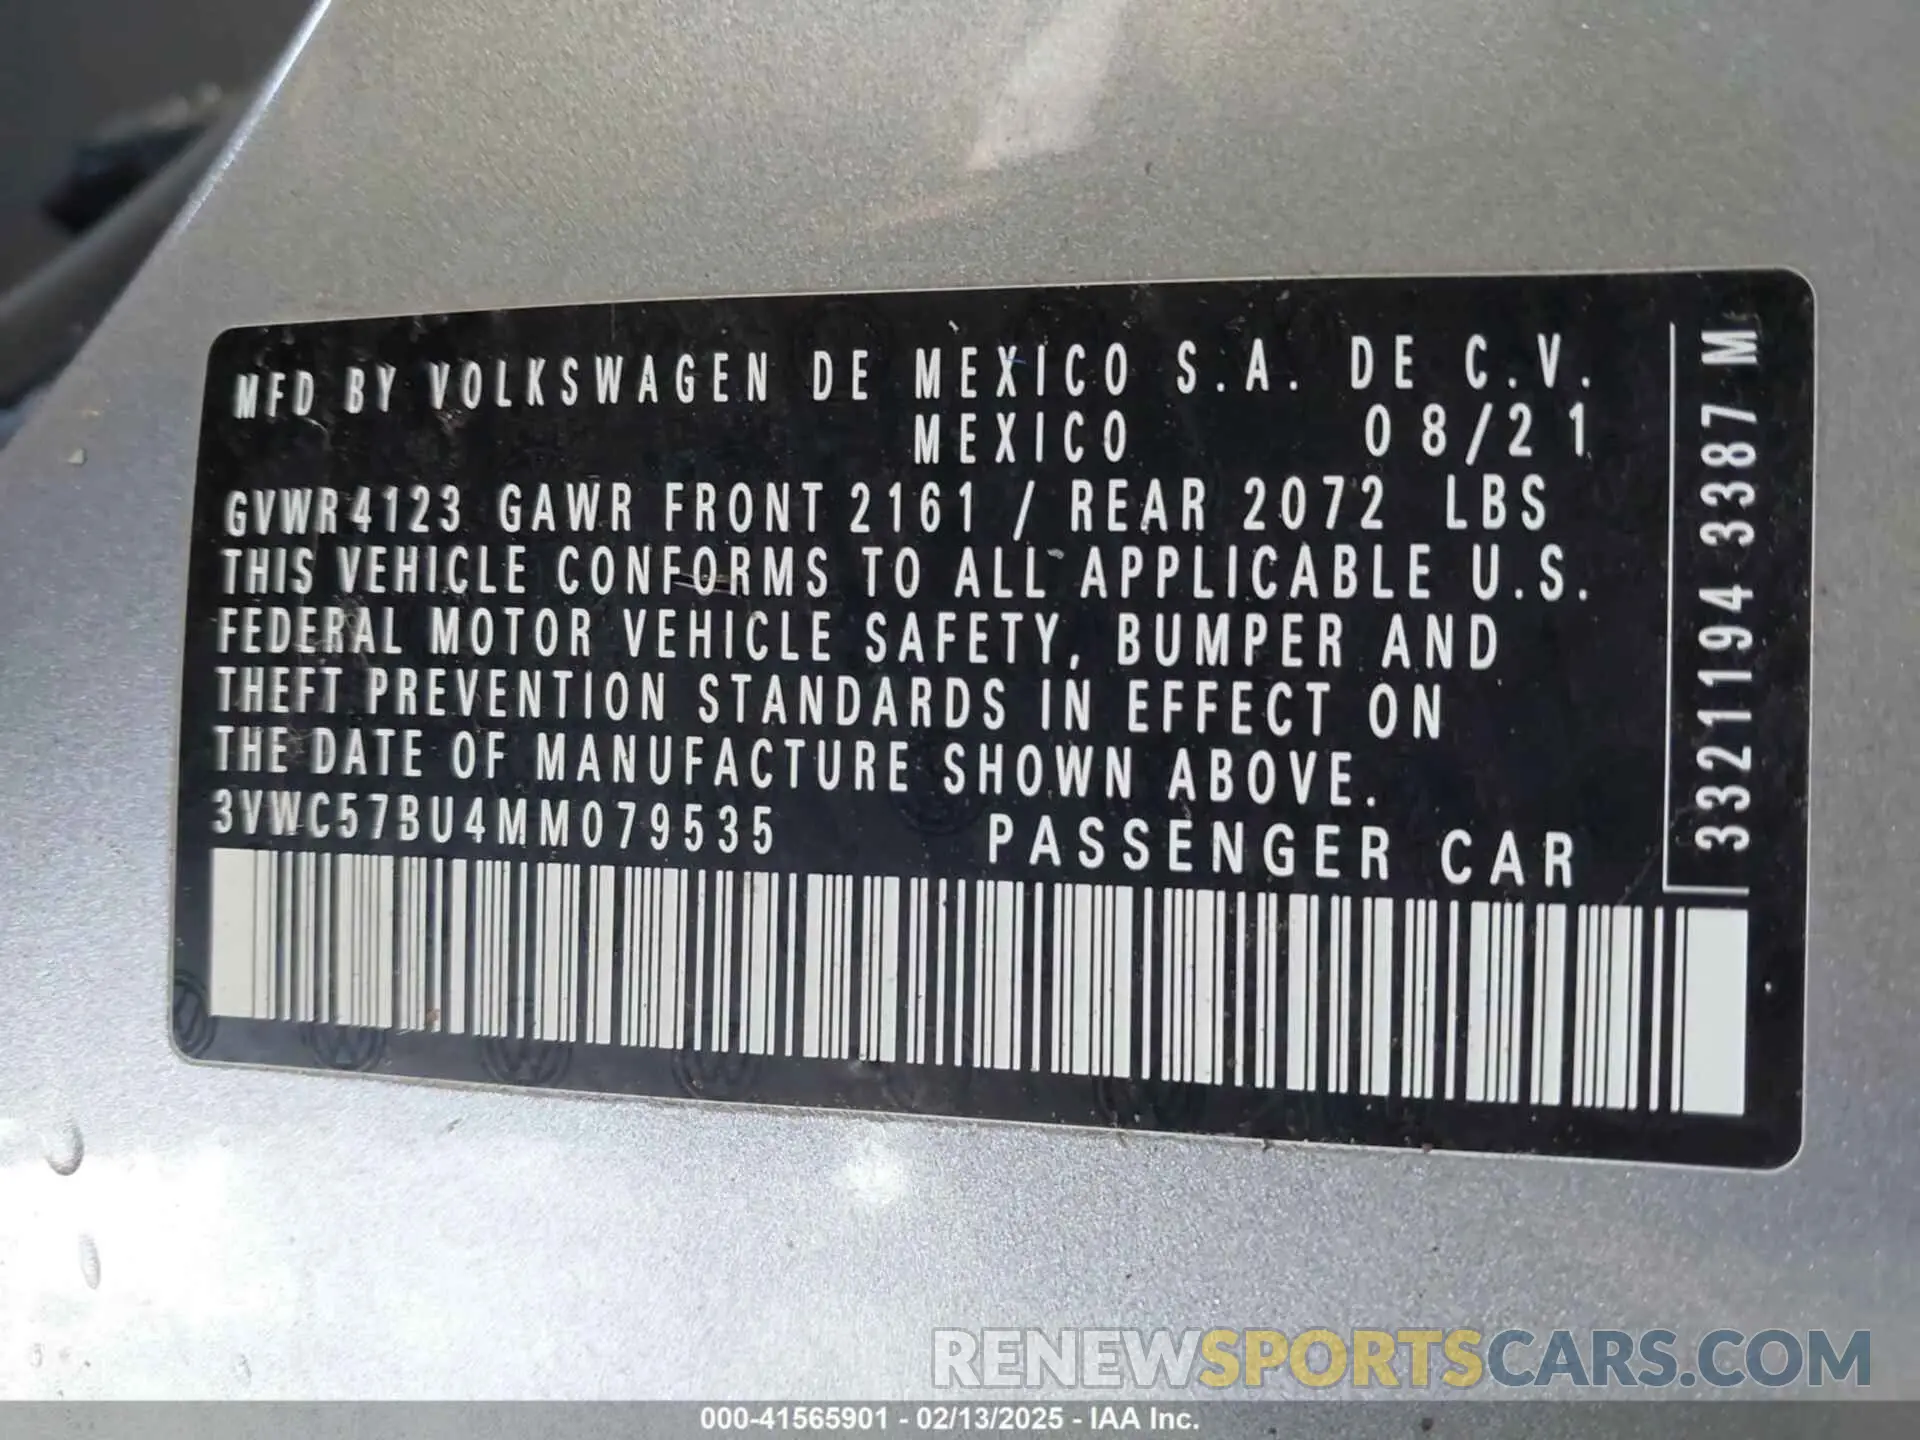 MFD BY VOLKSWAGEN DE MEXICO S.A. DE C.V.
MEXICO 08/21
GVWR 4123 GAWR FRONT 2161 / REAR 2072 LBS
THIS VEHICLE CONFORMS TO ALL APPLICABLE U.S.
FEDERAL MOTOR VEHICLE SAFETY, BUMPER AND
THEFT PREVENTION STANDARDS IN EFFECT ON
THE DATE OF MANUFACTURE SHOWN ABOVE.
3VWC57BU4MM079535 PASSENGER CAR
3321194 3387 M
RENEWSPORTSCARS.COM
000-41565901 - 02/13/2025 - IAA Inc.